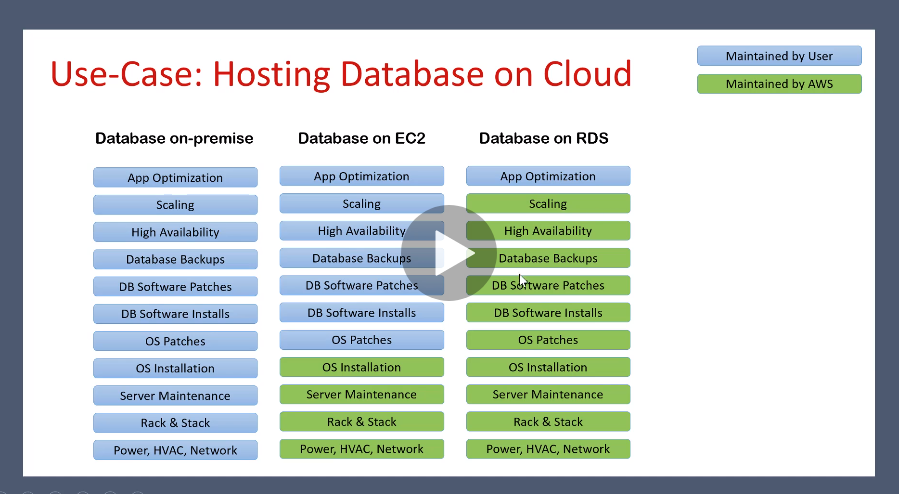 Use-Case: Hosting Database on Cloud
Maintained by User
Maintained by AWS
Database on-premise
App Optimization
Scaling
High Availability
Database Backups
DB Software Patches
DB Software Installs
OS Patches
OS Installation
Server Maintenance
Rack & Stack
Power, HVAC, Network
Database on EC2
App Optimization
Scaling
High Availability
Database Backups
DB Software Patches
DB Software Installs
OS Patches
OS Installation
Server Maintenance
Rack & Stack
Power, HVAC, Network
Database on RDS
App Optimization
Scaling
High Availability
Database Backups
DB Software Patches
DB Software Installs
OS Patches
OS Installation
Server Maintenance
Rack & Stack
Power, HVAC, Network